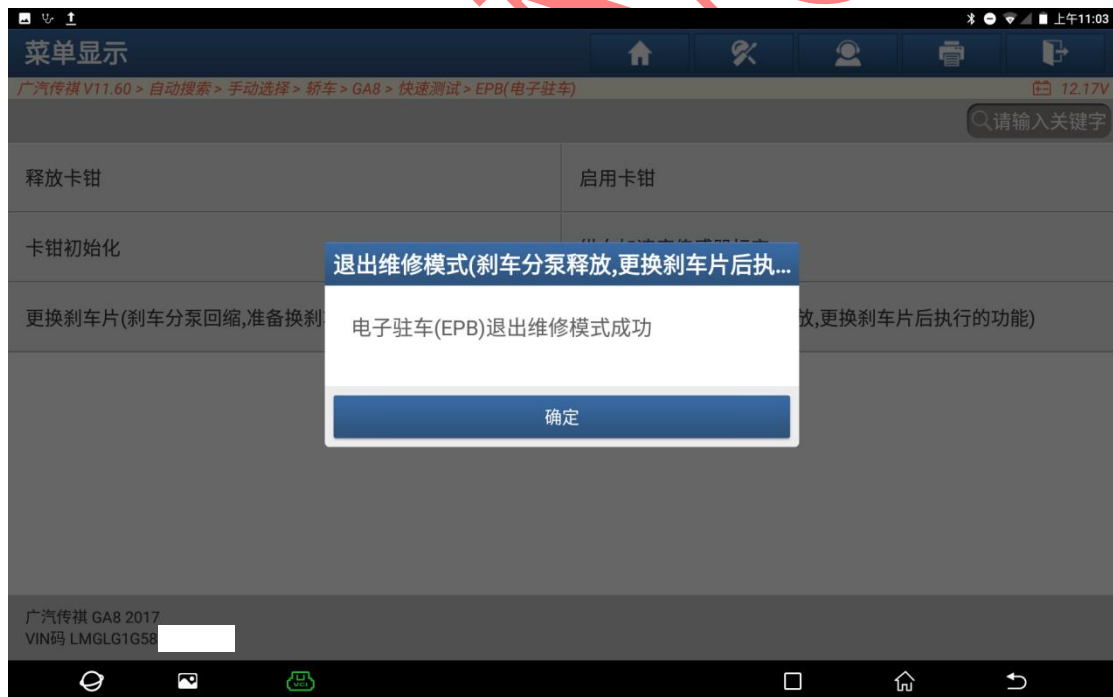 上午11:03
菜单显示
广汽传祺 V11.60 > 自动搜索 > 手动选择 > 轿车 > GA8 > 快速测试 > EPB(电子驻车)
12.17V
请输入关键字
释放卡钳
启用卡钳
卡钳初始化
退出维修模式(刹车分泵释放,更换刹车片后执...
更换刹车片(刹车分泵回缩,准备换刹
放,更换刹车片后执行的功能)
电子驻车(EPB)退出维修模式成功
确定
广汽传祺 GA8 2017
VIN码 LMGLG1G58
VCI